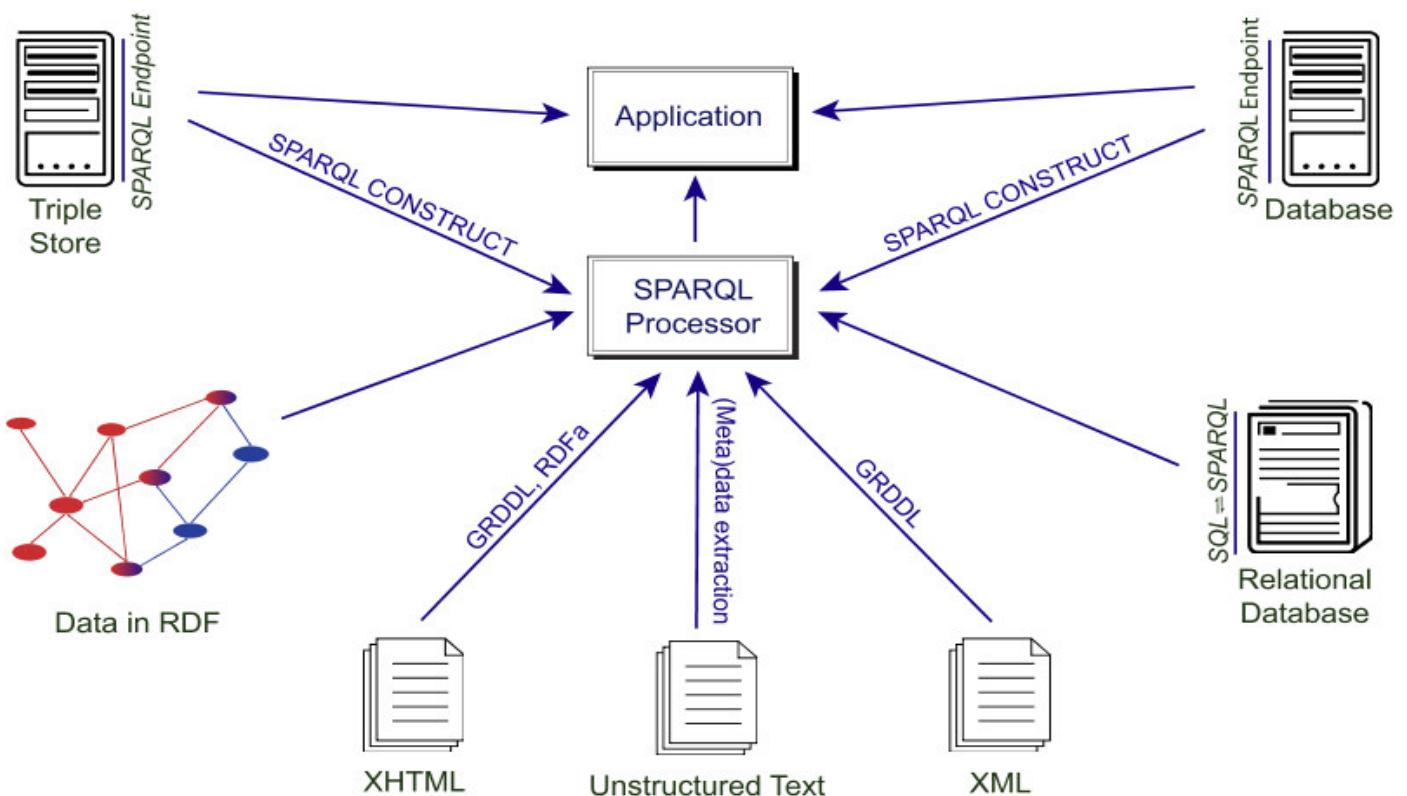 SPARQL Endpoint
Triple
Store
Application
SPARQL Endpoint
Database
SPARQL CONSTRUCT
SPARQL CONSTRUCT
SPARQL
Processor
Data in RDF
GRDDL, RDFa
(Meta)data extraction
GRDDL
SQL⇌SPARQL
Relational
Database
XHTML
Unstructured Text
XML